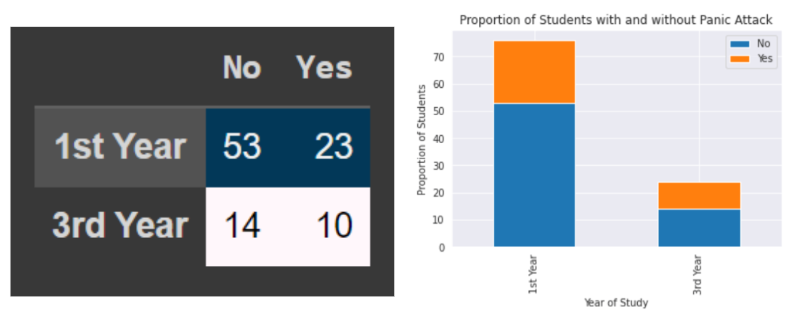 No Yes
1st Year 53 23
3rd Year 14 10
Proportion of Students with and without Panic Attack
No
Yes
Proportion of Students
70
60
50
40
30
20
10
0
1st Year
3rd Year
Year of Study